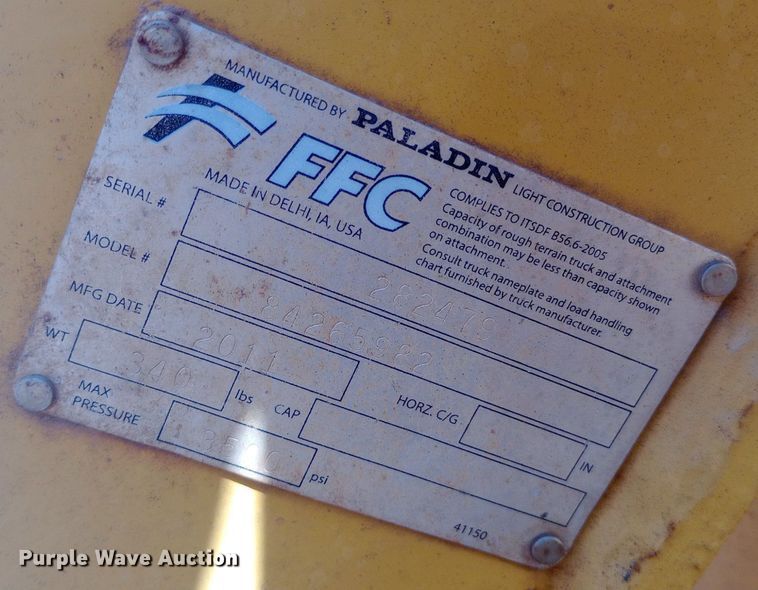 MANUFACTURED BY PALADIN LIGHT CONSTRUCTION GROUP
FFC
MADE IN DELHI, IA, USA
COMPLIES TO ITSDF B56.6-2005
Capacity of rough terrain truck and attachment
combination may be less than capacity shown
on attachment.
Consult truck nameplate and load handling
chart furnished by truck manufacturer.
SERIAL #
MODEL #
MFG DATE 2011
WT 340 lbs
HORZ. C/G IN
MAX
PRESSURE 3500 psi
CAP
41150
Purple Wave Auction